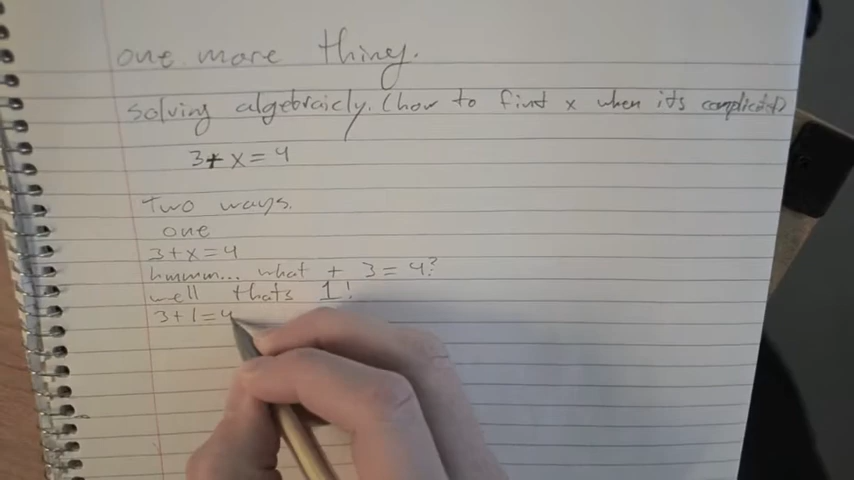 one more thing.
solving algebraicly. (how to find x when its complicated)
3+x=4
Two ways.
one
3+x=4
hmmm... what + 3 = 4?
well thats 1!
3+1=4